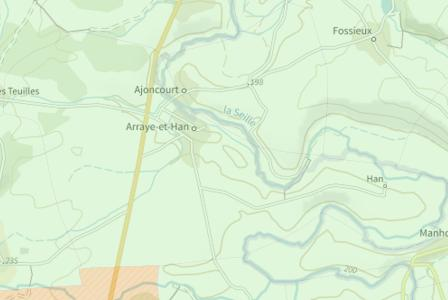 Fossieux
198
Ajoncourt
es Teuilles
la Seille
Arraye-et-Han
Han
Manho
235
200